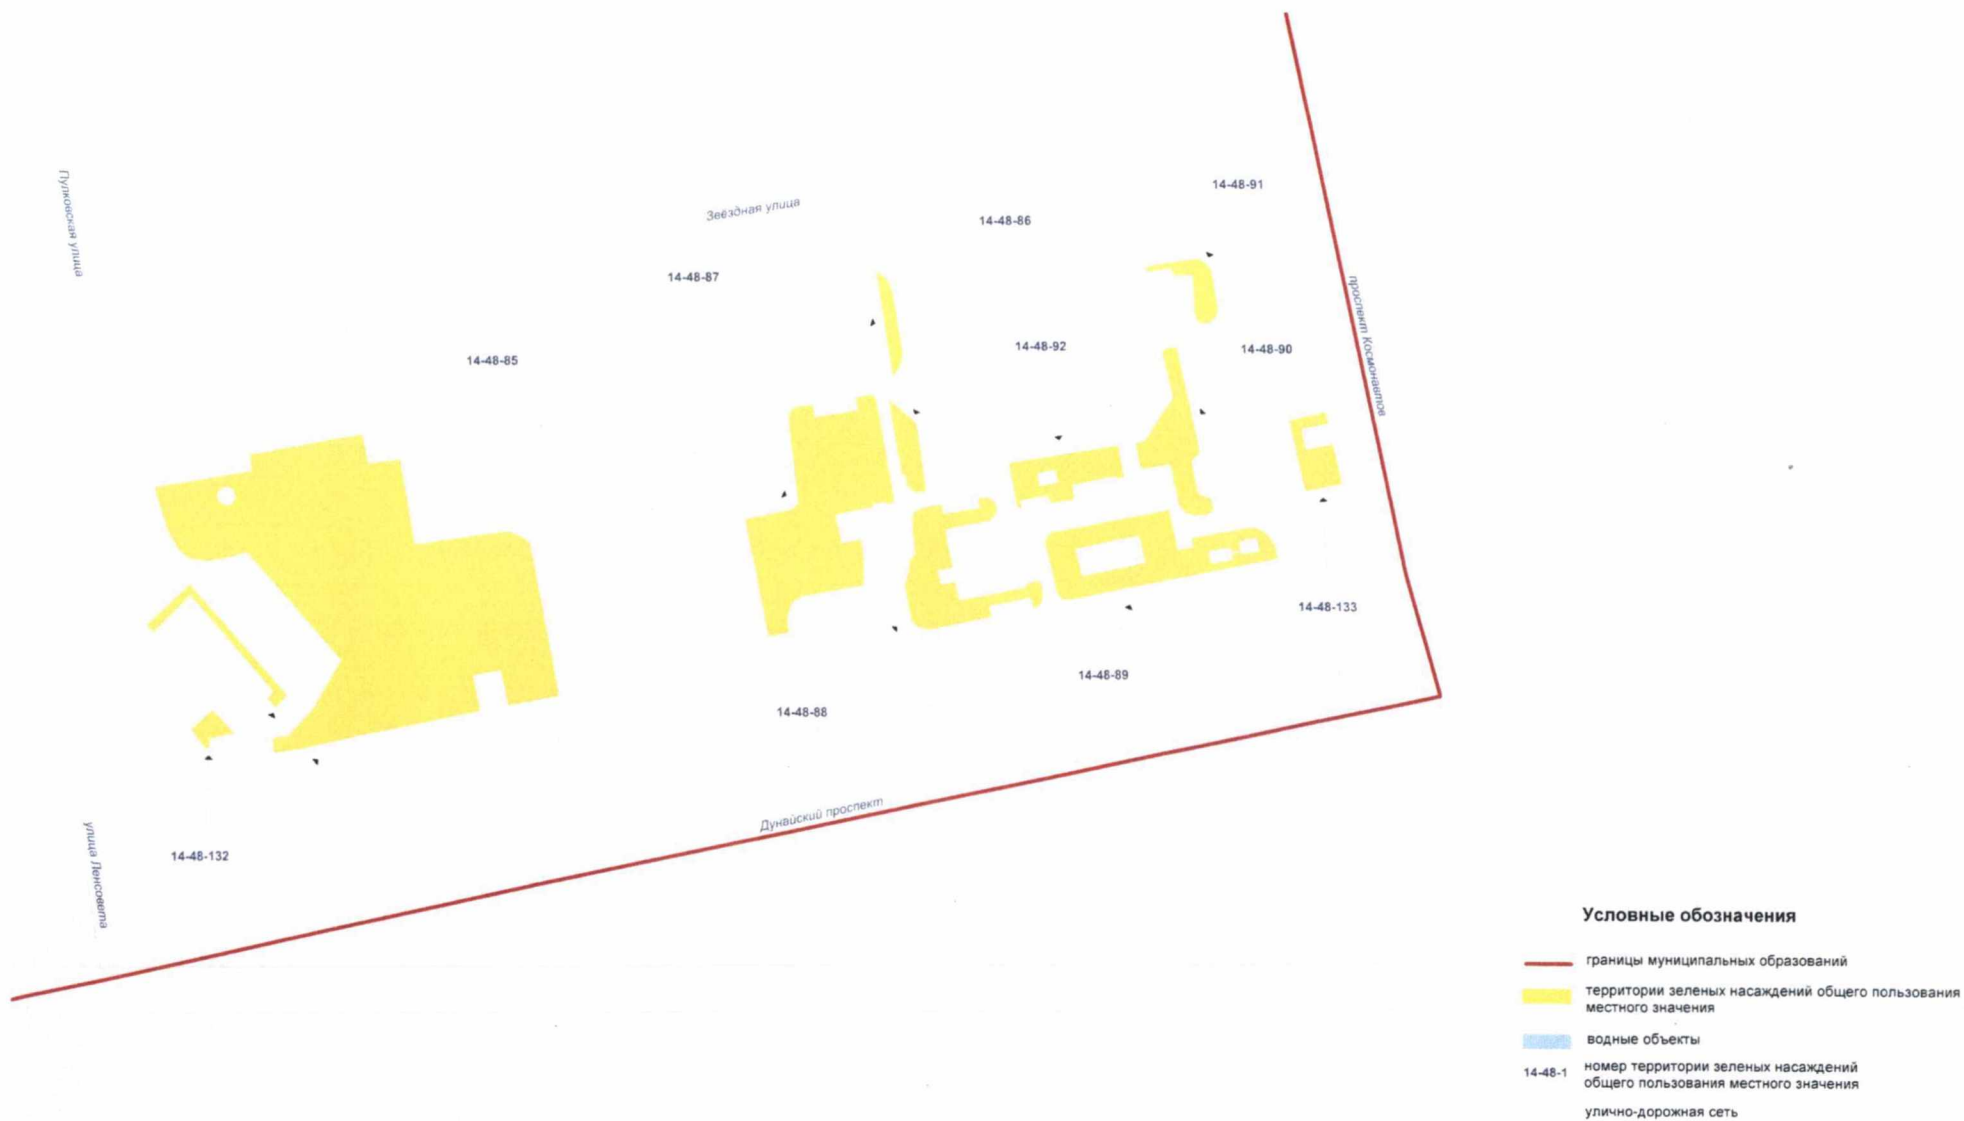 Пулковская улица
Звёздная улица
14-48-91
14-48-86
14-48-87
14-48-92
14-48-90
14-48-85
проспект Космонавтов
14-48-133
14-48-89
14-48-88
Дунайский проспект
улица Ленсовета
14-48-132
Условные обозначения
границы муниципальных образований
территории зеленых насаждений общего пользования
местного значения
водные объекты
14-48-1 номер территории зеленых насаждений
общего пользования местного значения
улично-дорожная сеть